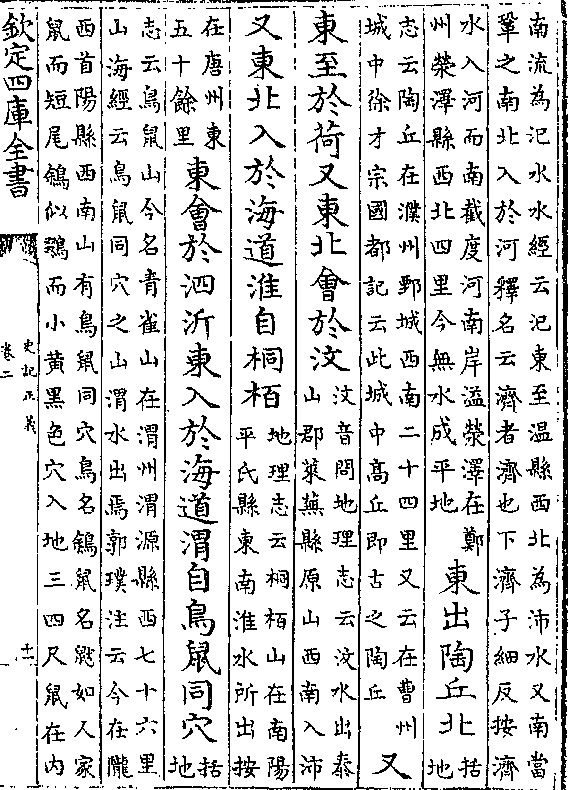 南流為汜水水經云汜東至温縣西北為沛水又南當
鞏之南北入於河釋名云濟者濟也下濟子細反按濟
水入河而南截度河南岸溢滎澤在鄭
州滎澤縣西北四里今無水成平地
東出陶丘北
括地
志云陶丘在濮州鄄城西南二十四里又云在曹州
城中徐才宗國都記云此城中髙丘即古之陶丘
又
東至於荷又東北會於汶
汶音問地理志云汶水出泰
山郡萊蕪縣原山西南入沛
又東北入於海道淮自桐栢
地理志云桐栢山在南陽
平氏縣東南淮水所出按
在唐州東
五十餘里
東會於泗沂東入於海道渭自鳥鼠同穴
括地
志云鳥鼠山今名青雀山在渭州渭源縣西七十六里
山海經云鳥鼠同穴之山渭水出焉郭璞注云今在隴
西首陽縣西南山有鳥鼠同穴鳥名鵌鼠名鼵如人家
鼠而短尾鵌似鵽而小黄黑色穴入地三四尺鼠在内
欽定四庫全書
史記正義
卷二
十一